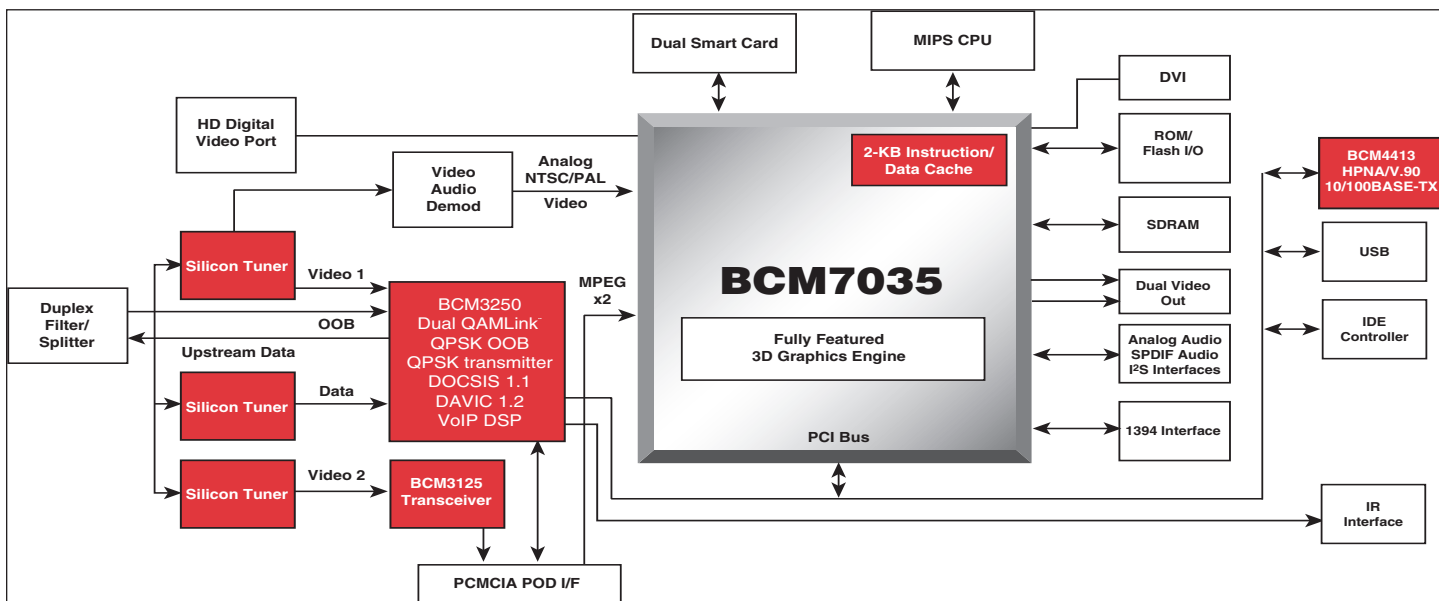 Dual Smart Card
MIPS CPU
DVI
HD Digital
Video Port
ROM/
Flash I/O
2-KB Instruction/
Data Cache
BCM4413
HPNA/V.90
10/100BASE-TX
Video
Audio
Demod
Analog
NTSC/PAL
Video
SDRAM
USB
Silicon Tuner
Video 1
MPEG
x2
BCM7035
Dual Video
Out
Duplex
Filter/
Splitter
OOB
Upstream Data
BCM3250
Dual QAMLink
QPSK OOB
QPSK transmitter
DOCSIS 1.1
DAVIC 1.2
VoIP DSP
Fully Featured
3D Graphics Engine
Analog Audio
SPDIF Audio
I²S Interfaces
IDE
Controller
Silicon Tuner
Data
PCI Bus
1394 Interface
Silicon Tuner
Video 2
BCM3125
Transceiver
IR
Interface
PCMCIA POD I/F